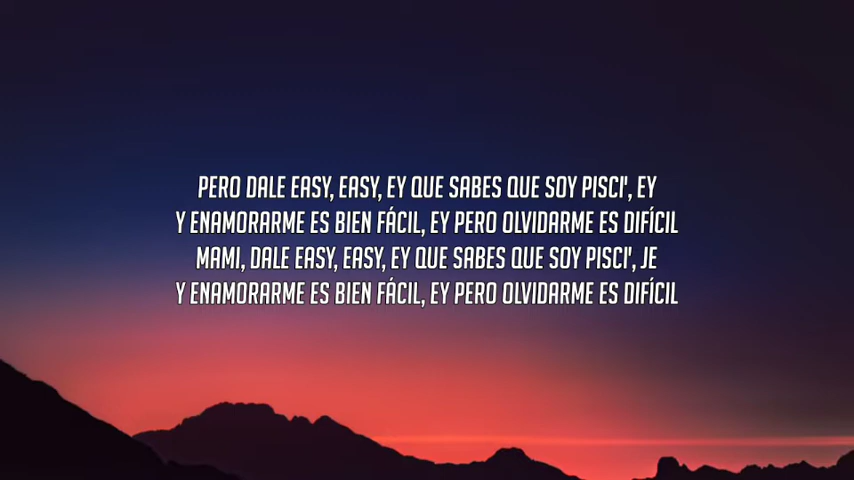 PERO DALE EASY, EASY, EY QUE SABES QUE SOY PISCI', EY
Y ENAMORARME ES BIEN FÁCIL, EY PERO OLVIDARME ES DIFÍCIL
MAMI, DALE EASY, EASY, EY QUE SABES QUE SOY PISCI', JE
Y ENAMORARME ES BIEN FÁCIL, EY PERO OLVIDARME ES DIFÍCIL